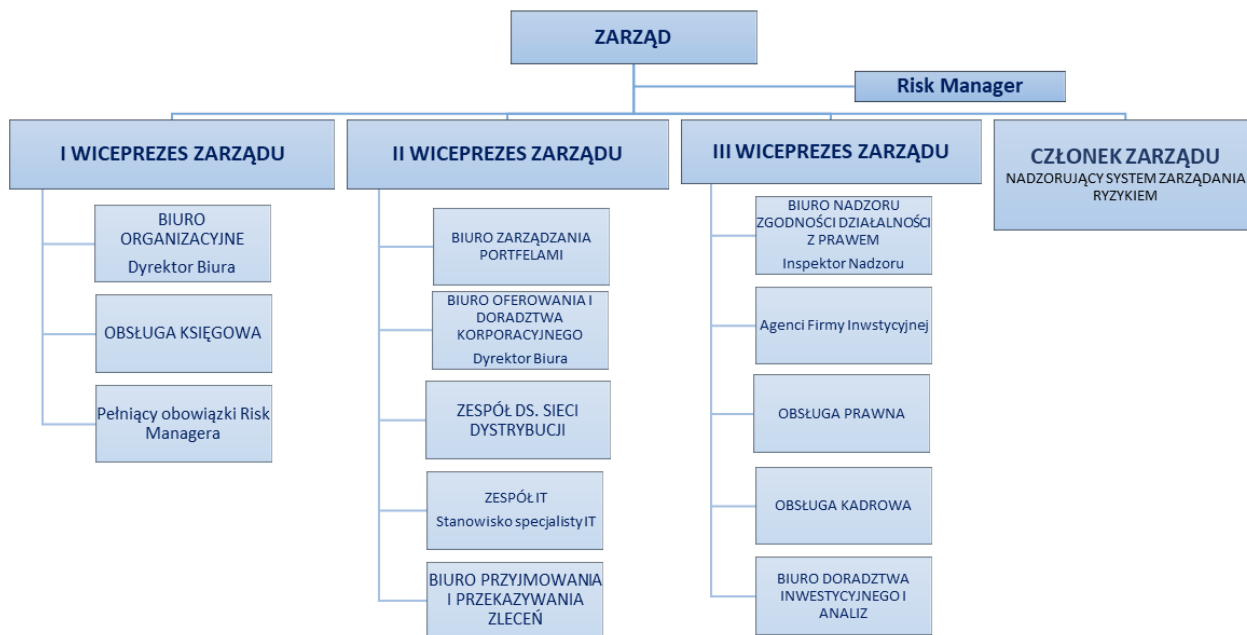 ZARZĄD
Risk Manager
I WICEPREZES ZARZĄDU
II WICEPREZES ZARZĄDU
III WICEPREZES ZARZĄDU
CZŁONEK ZARZĄDU
NADZORUJĄCY SYSTEM ZARZĄDANIA
RYZYKIEM
BIURO
ORGANIZACYJNE
Dyrektor Biura
OBSŁUGA KSIĘGOWA
Pełniący obowiązki Risk
Managera
BIURO ZARZĄDZANIA
PORTFELAMI
BIURO OFEROWANIA I
DORADZTWA
KORPORACYJNEGO
Dyrektor Biura
ZESPÓŁ DS. SIECI
DYSTRYBUCJI
ZESPÓŁ IT
Stanowisko specjalisty IT
BIURO PRZYJMOWANIA
I PRZEKAZYWANIA
ZLECEŃ
BIURO NADZORU
ZGODNOŚCI DZIAŁALNOŚCI
Z PRAWEM
Inspektor Nadzoru
Agenci Firmy Inwstycyjnej
OBSŁUGA PRAWNA
OBSŁUGA KADROWA
BIURO DORADZTWA
INWESTYCYJNEGO I
ANALIZ